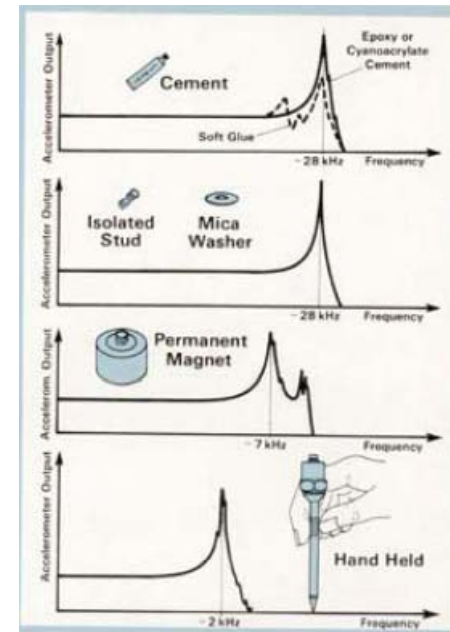 Accelerometer Output
Cement
Epoxy or
Cyanoacrylate
Cement
Soft Glue
~28 kHz
Frequency
Accelerometer Output
Isolated
Stud
Mica
Washer
~28 kHz
Frequency
Accelerom. Output
Permanent
Magnet
~7 kHz
Frequency
Accelerometer Output
Hand Held
~2 kHz
Frequency